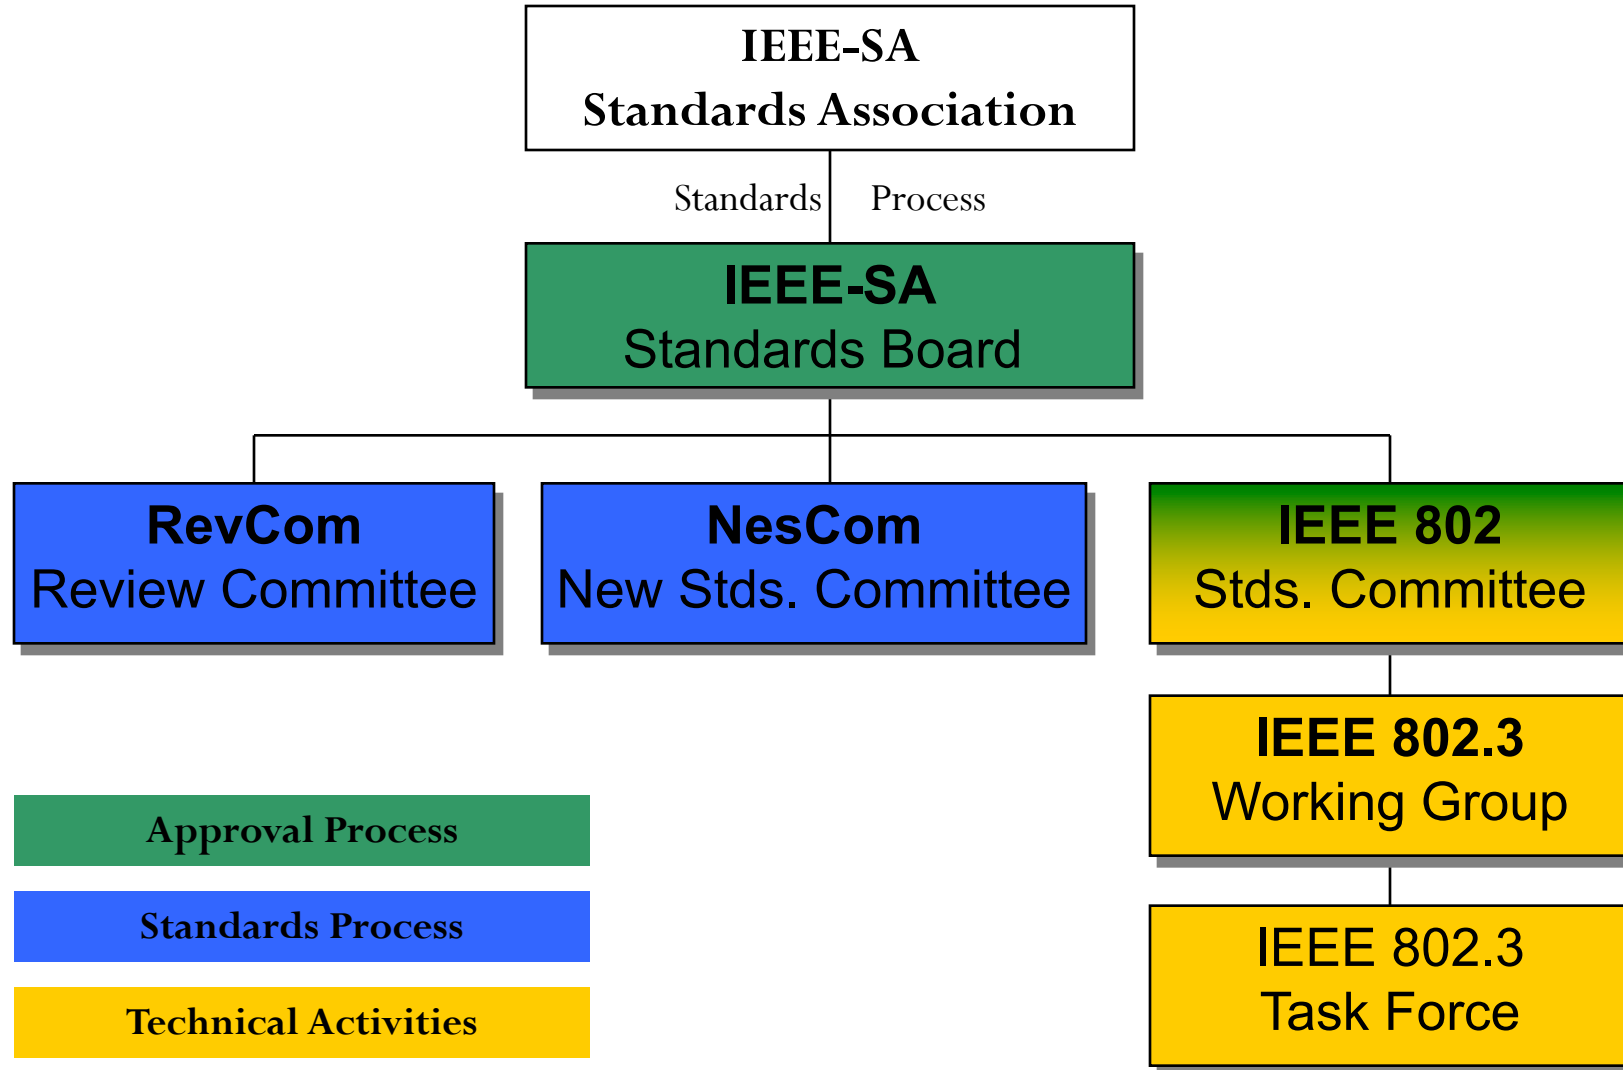 IEEE-SA
Standards Association
Standards Process
IEEE-SA
Standards Board
RevCom
Review Committee
NesCom
New Stds. Committee
IEEE 802
Stds. Committee
IEEE 802.3
Working Group
IEEE 802.3
Task Force
Approval Process
Standards Process
Technical Activities